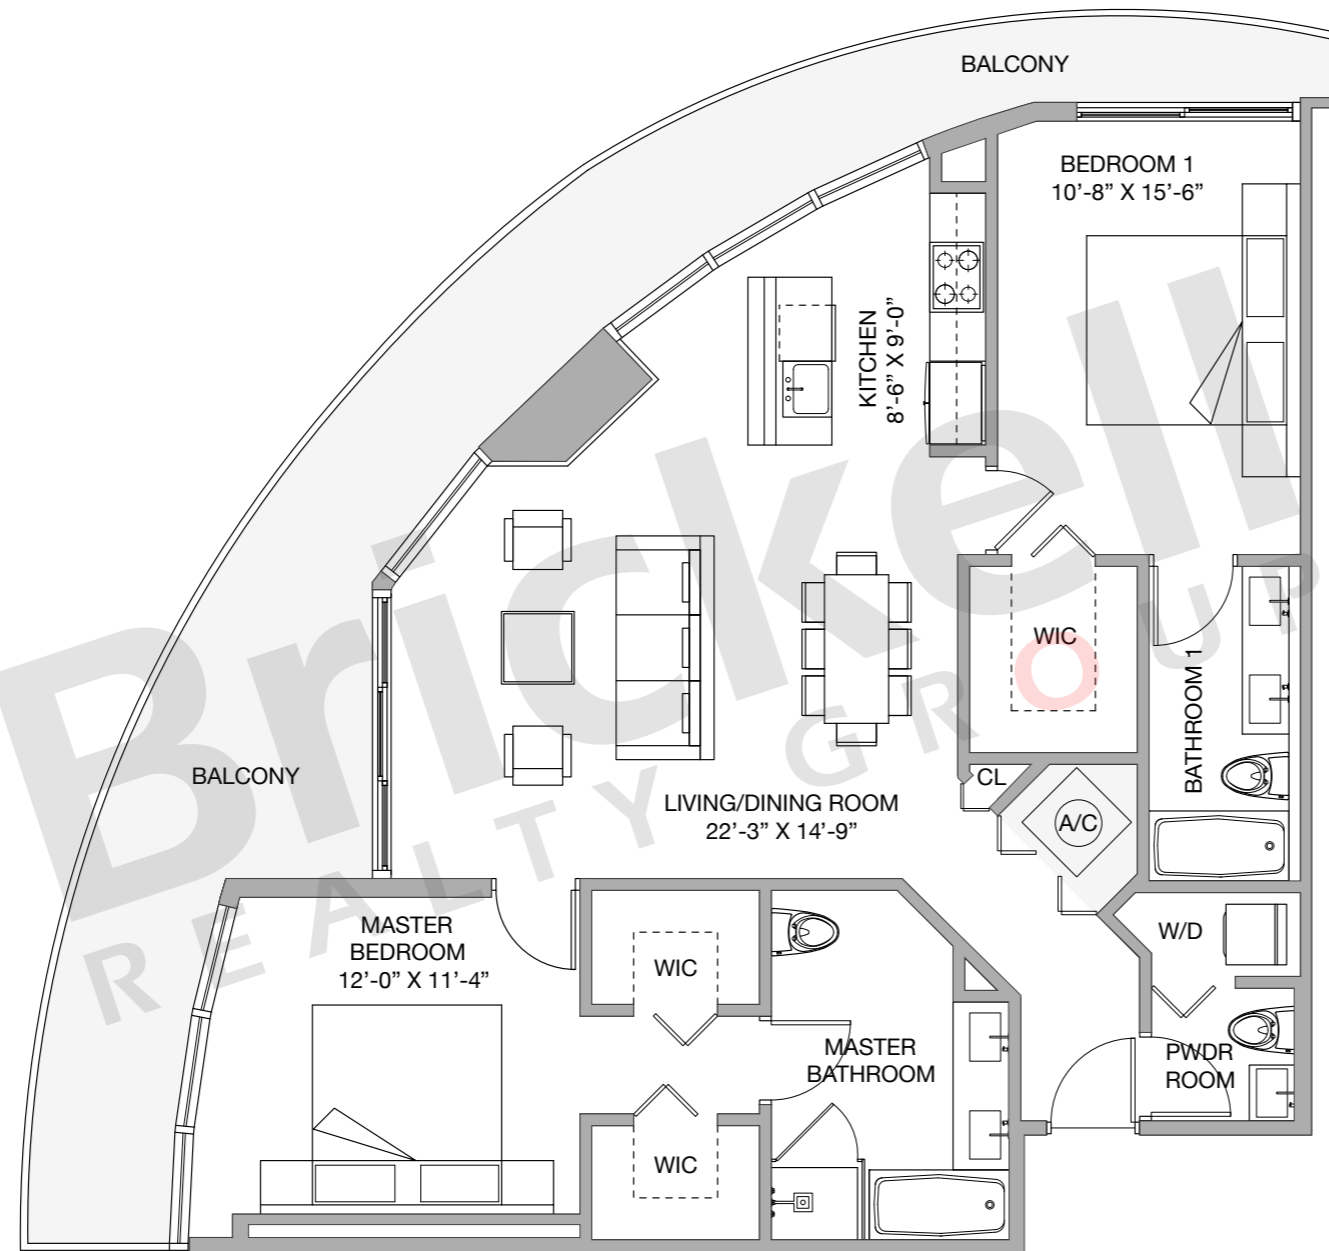 BALCONY
BEDROOM 1
10’-8” X 15’-6”
KITCHEN
8’-6” X 9’-0”
WIC
BATHROOM 1
BALCONY
CL
LIVING/DINING ROOM
22’-3” X 14’-9”
A/C
MASTER
BEDROOM
12’-0” X 11’-4”
WIC
W/D
MASTER
BATHROOM
PWDR
ROOM
WIC
Brickell
REALTY GROUP